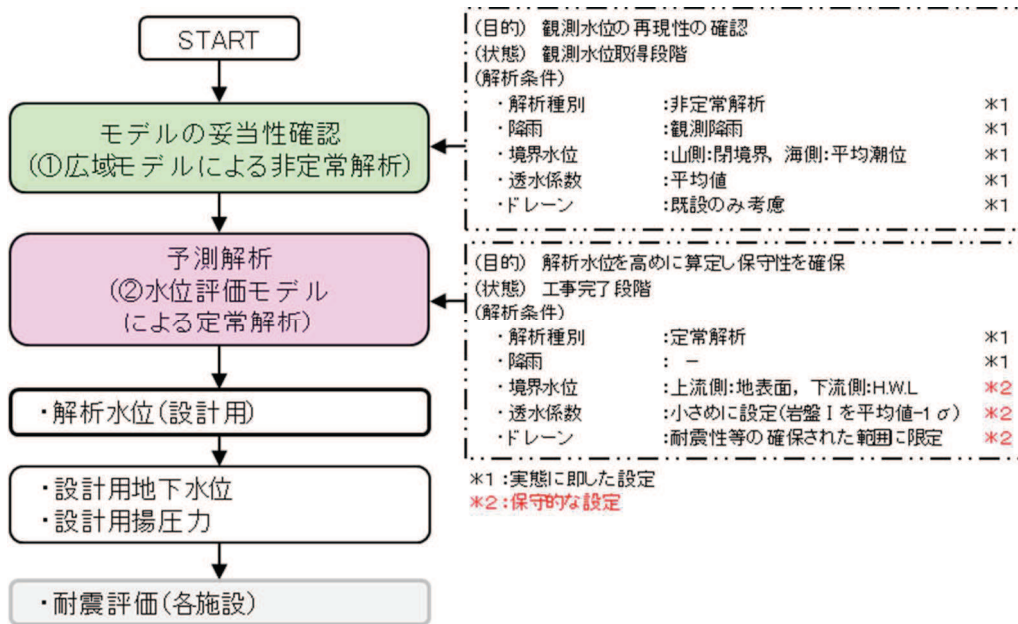 START
モデルの妥当性確認
(①広域モデルによる非定常解析)
予測解析
(②水位評価モデル
による定常解析)
・解析水位(設計用)
・設計用地下水位
・設計用揚圧力
・耐震評価(各施設)
(目的) 観測水位の再現性の確認
(状態) 観測水位取得段階
(解析条件)
・解析種別 :非定常解析 *1
・降雨 :観測降雨 *1
・境界水位 :山側:閉境界, 海側:平均潮位 *1
・透水係数 :平均値 *1
・ドレーン :既設のみ考慮 *1
(目的) 解析水位を高めに算定し保守性を確保
(状態) 工事完了段階
(解析条件)
・解析種別 :定常解析 *1
・降雨 : − *1
・境界水位 :上流側:地表面, 下流側:H.W.L *2
・透水係数 :小さめに設定(岩盤Ⅰを平均値-1σ) *2
・ドレーン :耐震性等の確保された範囲に限定 *2
*1:実態に即した設定
*2:保守的な設定